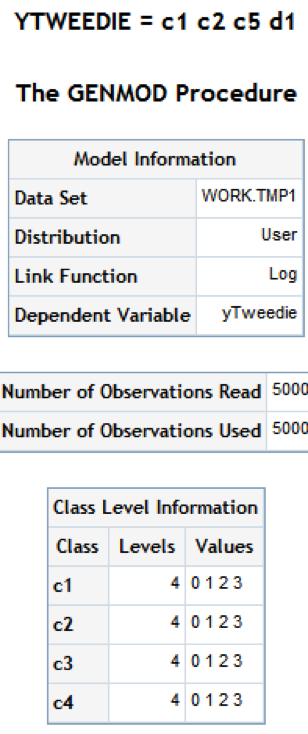 YTWEEDIE = c1 c2 c5 d1
The GENMOD Procedure
Model Information
Data Set WORK.TMP1
Distribution User
Link Function Log
Dependent Variable yTweedie
Number of Observations Read 5000
Number of Observations Used 5000
Class Level Information
Class Levels Values
c1 4 0 1 2 3
c2 4 0 1 2 3
c3 4 0 1 2 3
c4 4 0 1 2 3